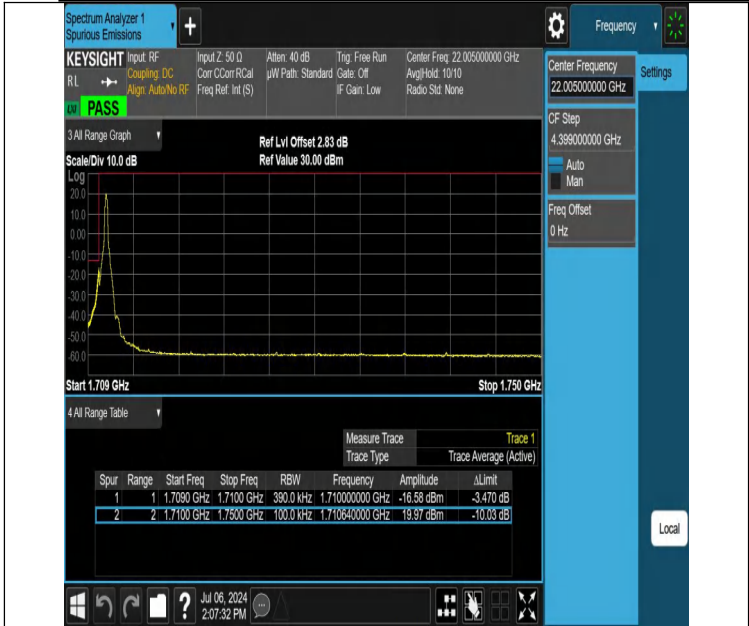 Spectrum Analyzer 1
Spurious Emissions
Frequency
KEYSIGHT
RL
PASS
Input: RF
Coupling: DC
Align: Auto/No RF
Input Z: 50 Ω
Corr CCorr RCal
Freq Ref: Int (S)
Atten: 40 dB
µW Path: Standard
Trig: Free Run
Gate: Off
IF Gain: Low
Center Freq: 22.005000000 GHz
Avg|Hold: 10/10
Radio Std: None
Center Frequency
22.005000000 GHz
Settings
CF Step
4.399000000 GHz
Auto
Man
Freq Offset
0 Hz
3 All Range Graph
Scale/Div 10.0 dB
Ref Lvl Offset 2.83 dB
Ref Value 30.00 dBm
Log
20.0
10.0
0.00
-10.0
-20.0
-30.0
-40.0
-50.0
-60.0
Start 1.709 GHz
Stop 1.750 GHz
4 All Range Table
Measure Trace Trace 1
Trace Type Trace Average (Active)
Spur Range Start Freq Stop Freq RBW Frequency Amplitude ΔLimit
1 1 1.7090 GHz 1.7100 GHz 390.0 kHz 1.710000000 GHz -16.58 dBm -3.470 dB
2 2 1.7100 GHz 1.7500 GHz 100.0 kHz 1.710640000 GHz 19.97 dBm -10.03 dB
Local
Jul 06, 2024
2:07:32 PM